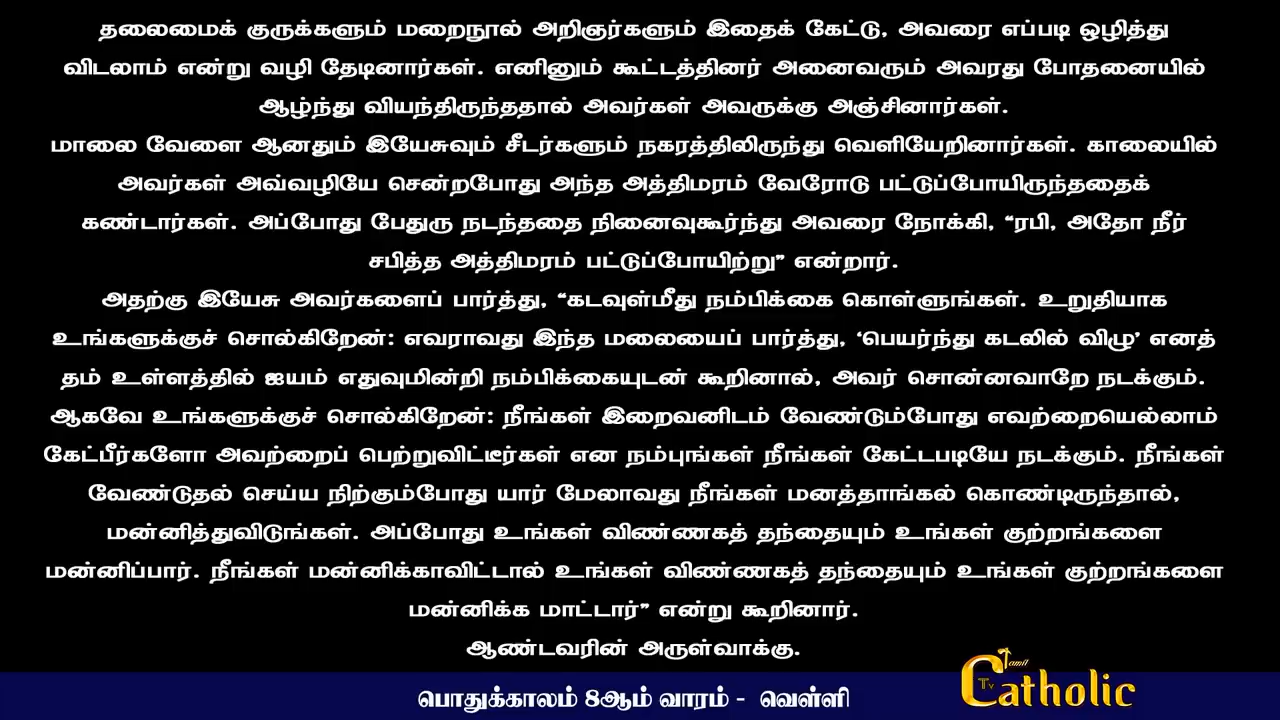 தலைமைக் குருக்களும் மறைநூல் அறிஞர்களும் இதைக் கேட்டு, அவரை எப்படி ஒழித்து
விடலாம் என்று வழி தேடினார்கள். எனினும் கூட்டத்தினர் அனைவரும் அவரது போதனையில்
ஆழ்ந்து வியந்திருந்ததால் அவர்கள் அவருக்கு அஞ்சினார்கள்.
மாலை வேளை ஆனதும் இயேசுவும் சீடர்களும் நகரத்திலிருந்து வெளியேறினார்கள். காலையில்
அவர்கள் அவ்வழியே சென்றபோது அந்த அத்திமரம் வேரோடு பட்டுப்போயிருந்ததைக்
கண்டார்கள். அப்போது பேதுரு நடந்ததை நினைவுகூர்ந்து அவரை நோக்கி, “ரபி, அதோ நீர்
சபித்த அத்திமரம் பட்டுப்போயிற்று” என்றார்.
அதற்கு இயேசு அவர்களைப் பார்த்து, “கடவுள்மீது நம்பிக்கை கொள்ளுங்கள். உறுதியாக
உங்களுக்குச் சொல்கிறேன்: எவராவது இந்த மலையைப் பார்த்து, ‘பெயர்ந்து கடலில் விழு’ எனத்
தம் உள்ளத்தில் ஐயம் எதுவுமின்றி நம்பிக்கையுடன் கூறினால், அவர் சொன்னவாறே நடக்கும்.
ஆகவே உங்களுக்குச் சொல்கிறேன்: நீங்கள் இறைவனிடம் வேண்டும்போது எவற்றையெல்லாம்
கேட்பீர்களோ அவற்றைப் பெற்றுவிட்டீர்கள் என நம்புங்கள் நீங்கள் கேட்டபடியே நடக்கும். நீங்கள்
வேண்டுதல் செய்ய நிற்கும்போது யார் மேலாவது நீங்கள் மனத்தாங்கல் கொண்டிருந்தால்,
மன்னித்துவிடுங்கள். அப்போது உங்கள் விண்ணகத் தந்தையும் உங்கள் குற்றங்களை
மன்னிப்பார். நீங்கள் மன்னிக்காவிட்டால் உங்கள் விண்ணகத் தந்தையும் உங்கள் குற்றங்களை
மன்னிக்க மாட்டார்” என்று கூறினார்.
ஆண்டவரின் அருள்வாக்கு.
பொதுக்காலம் 8ஆம் வாரம் - வெள்ளி
Tamil
Catholic
Tv